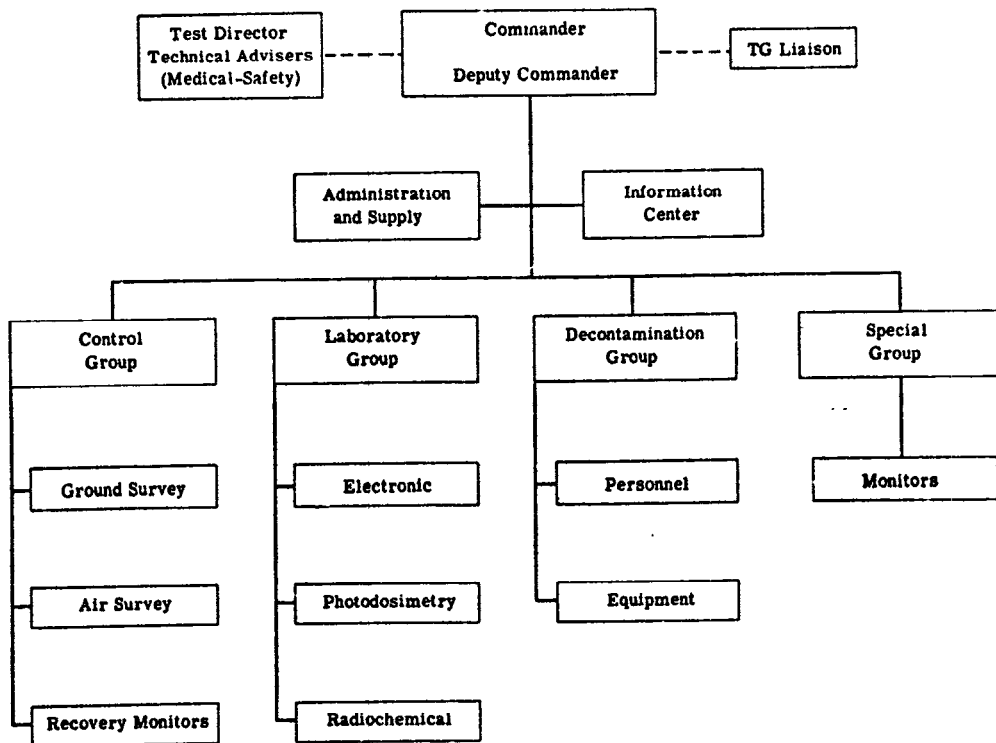 Test Director
Technical Advisers
(Medical-Safety)
Commander
Deputy Commander
TG Liaison
Administration
and Supply
Information
Center
Control
Group
Laboratory
Group
Decontamination
Group
Special
Group
Ground Survey
Electronic
Personnel
Monitors
Air Survey
Photodosimetry
Equipment
Recovery Monitors
Radiochemical